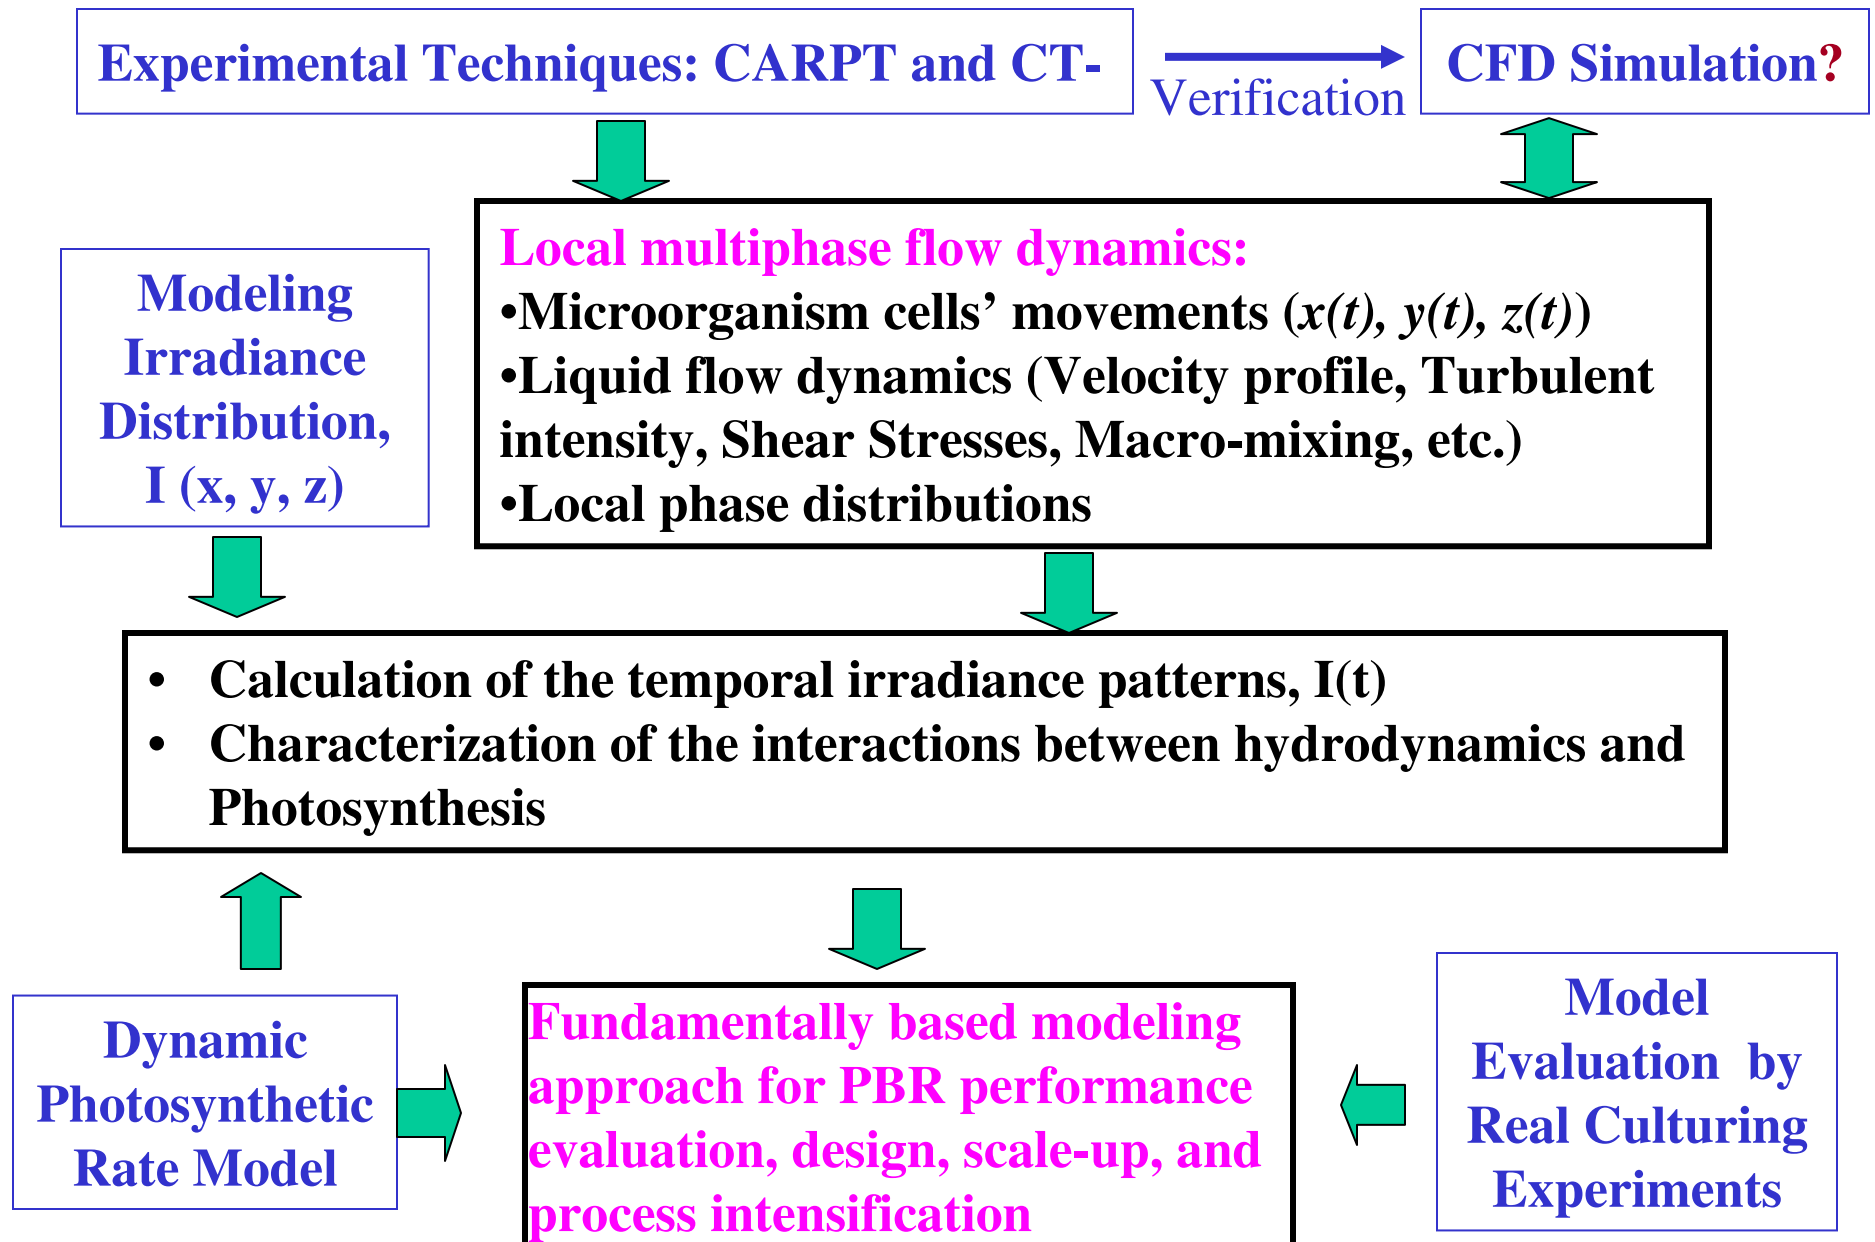 Experimental Techniques: CARPT and CT-
Verification
CFD Simulation?
Local multiphase flow dynamics:
•Microorganism cells’ movements (x(t), y(t), z(t))
•Liquid flow dynamics (Velocity profile, Turbulent
intensity, Shear Stresses, Macro-mixing, etc.)
•Local phase distributions
Modeling
Irradiance
Distribution,
I (x, y, z)
• Calculation of the temporal irradiance patterns, I(t)
• Characterization of the interactions between hydrodynamics and
Photosynthesis
Dynamic
Photosynthetic
Rate Model
Fundamentally based modeling
approach for PBR performance
evaluation, design, scale-up, and
process intensification
Model
Evaluation by
Real Culturing
Experiments